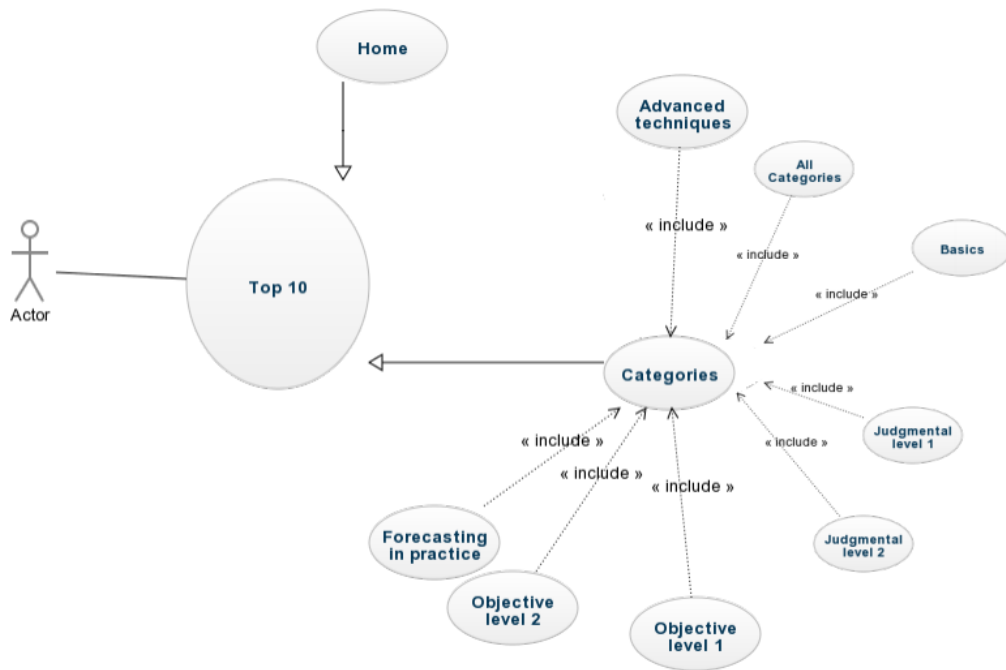 Home
Advanced
techniques
All
Categories
« include »
Basics
« include »
« include »
Top 10
Actor
Categories
« include »
« include »
Judgmental
level 1
« include »
« include »
« include »
Forecasting
in practice
Judgmental
level 2
Objective
level 2
Objective
level 1